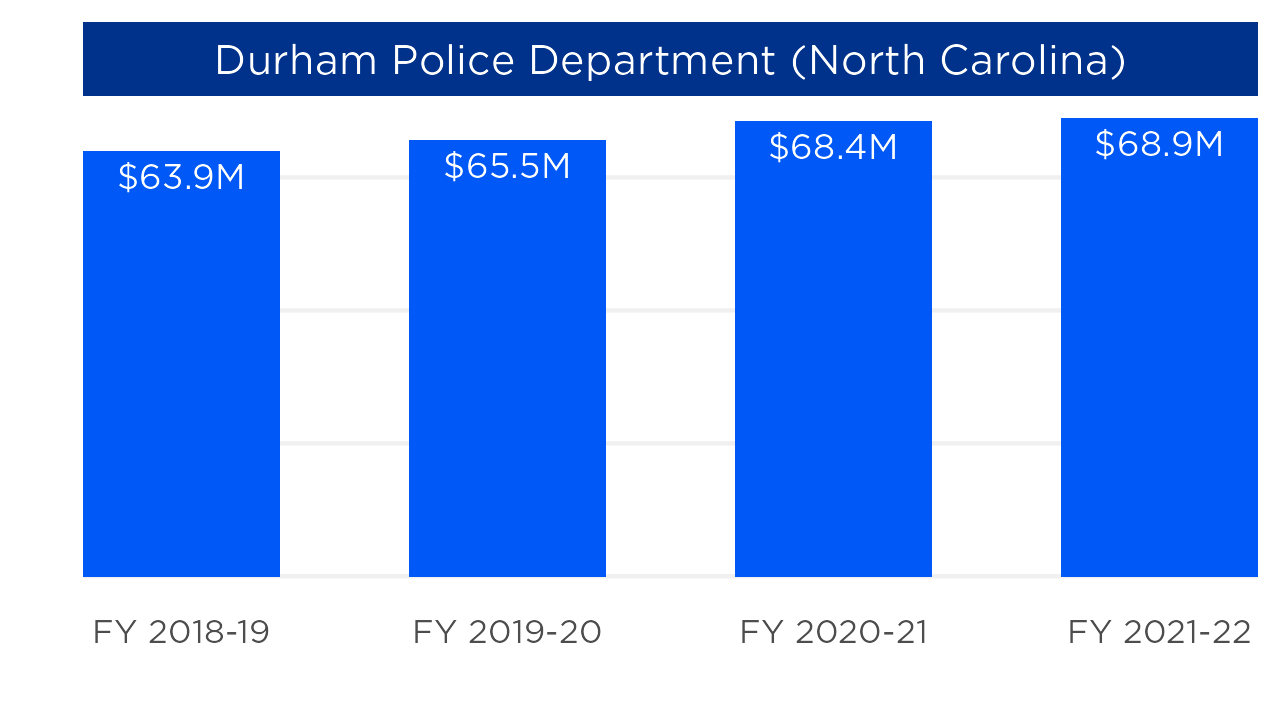 Durham Police Department (North Carolina)
$63.9M
$65.5M
$68.4M
$68.9M
FY 2018-19
FY 2019-20
FY 2020-21
FY 2021-22